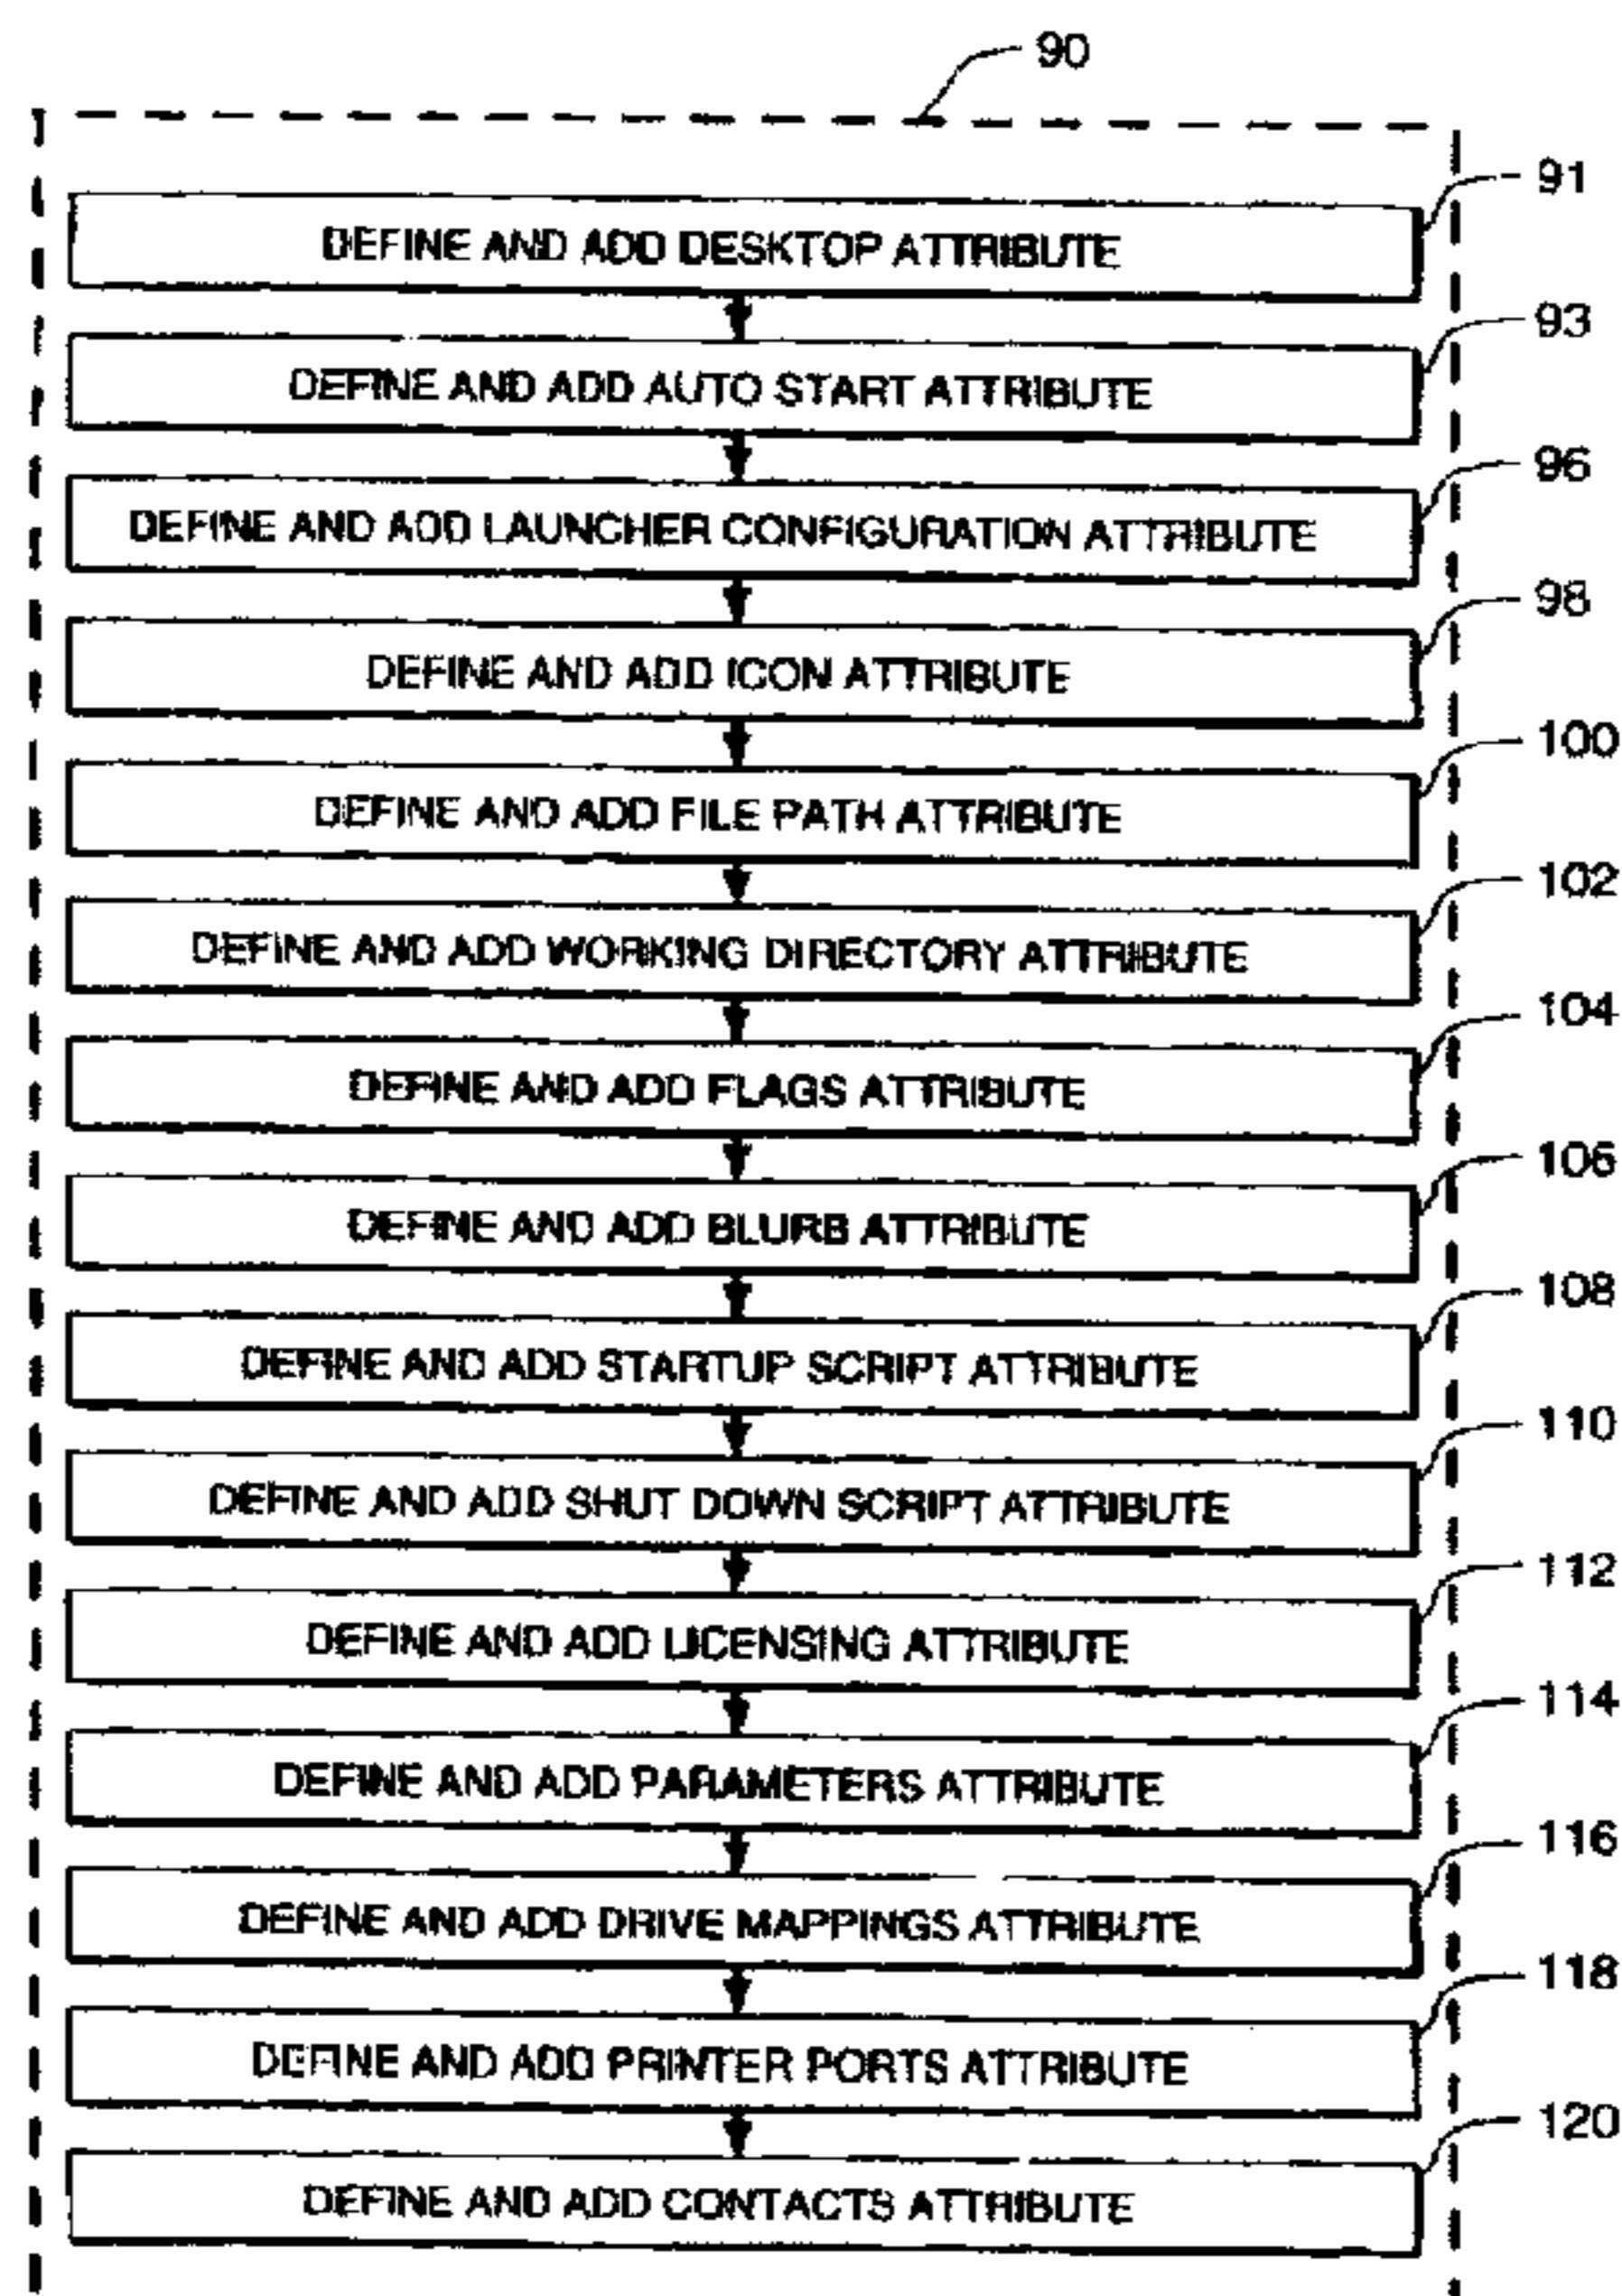 90
DEFINE AND ADD DESKTOP ATTRIBUTE
91
DEFINE AND ADD AUTO START ATTRIBUTE
93
DEFINE AND ADD LAUNCHER CONFIGURATION ATTRIBUTE
96
DEFINE AND ADD ICON ATTRIBUTE
98
DEFINE AND ADD FILE PATH ATTRIBUTE
100
DEFINE AND ADD WORKING DIRECTORY ATTRIBUTE
102
DEFINE AND ADD FLAGS ATTRIBUTE
104
DEFINE AND ADD BLURB ATTRIBUTE
106
DEFINE AND ADD STARTUP SCRIPT ATTRIBUTE
108
DEFINE AND ADD SHUT DOWN SCRIPT ATTRIBUTE
110
DEFINE AND ADD LICENSING ATTRIBUTE
112
DEFINE AND ADD PARAMETERS ATTRIBUTE
114
DEFINE AND ADD DRIVE MAPPINGS ATTRIBUTE
116
DEFINE AND ADD PRINTER PORTS ATTRIBUTE
118
DEFINE AND ADD CONTACTS ATTRIBUTE
120